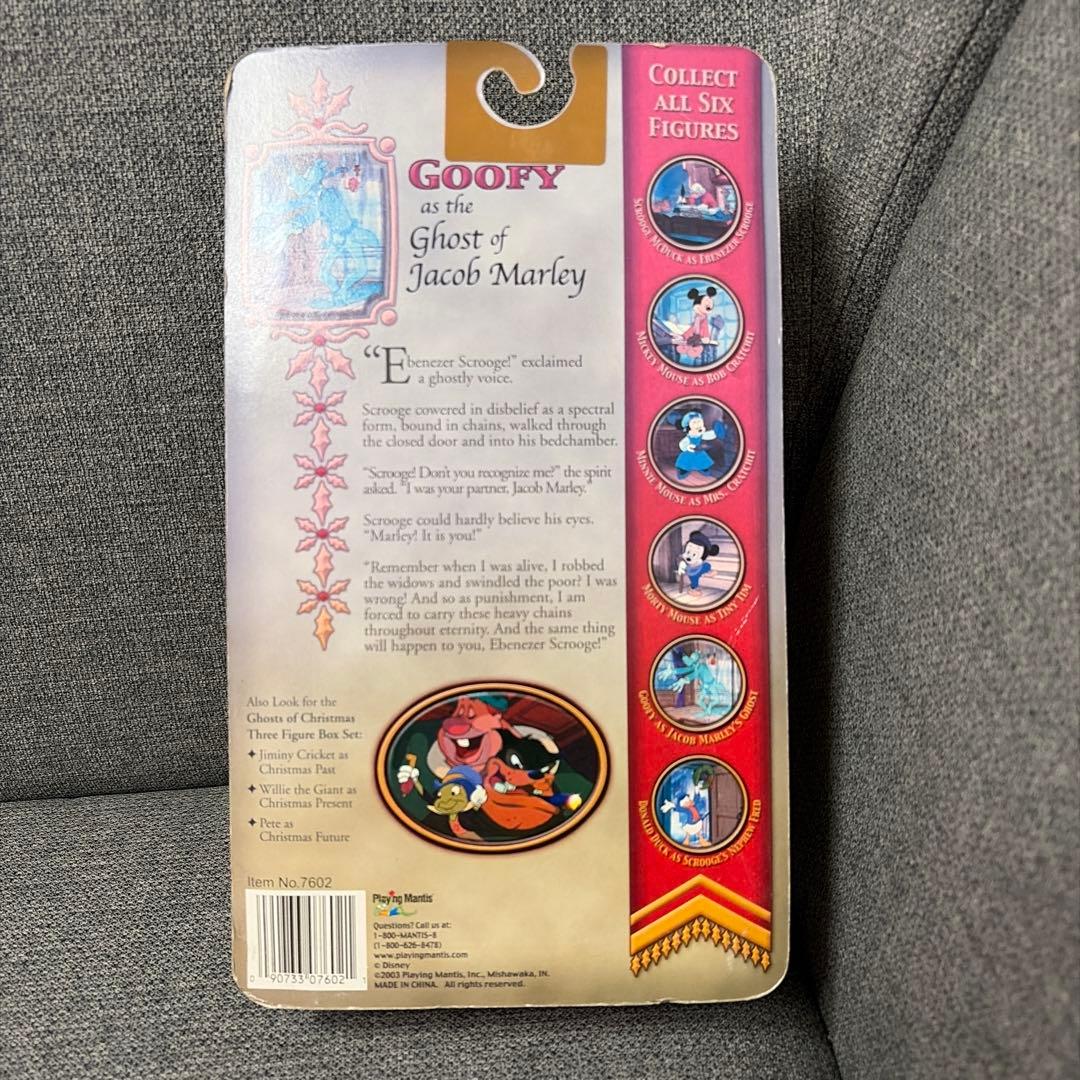 GOOFY
as the
Ghost of
Jacob Marley
“Ebenezer Scrooge!” exclaimed
a ghostly voice.
Scrooge cowered in disbelief as a spectral
form, bound in chains, walked through
the closed door and into his bedchamber.
“Scrooge! Don't you recognize me?” the spirit
asked. “I was your partner, Jacob Marley.”
Scrooge could hardly believe his eyes.
“Marley! It is you!”
“Remember when I was alive, I robbed
the widows and swindled the poor? I was
wrong! And so as punishment, I am
forced to carry these heavy chains
throughout eternity. And the same thing
will happen to you, Ebenezer Scrooge!”
Also Look for the
Ghosts of Christmas
Three Figure Box Set:
✦ Jiminy Cricket as
Christmas Past
✦ Willie the Giant as
Christmas Present
✦ Pete as
Christmas Future
Item No.7602
0 90733 07602 1
Playing Mantis
Questions? Call us at:
1-800-MANTIS-8
(1-800-626-8478)
www.playingmantis.com
© Disney
©2003 Playing Mantis, Inc., Mishawaka, IN.
MADE IN CHINA. All rights reserved.
COLLECT
ALL SIX
FIGURES
SCROOGE MCDUCK AS EBENEZER SCROOGE
MICKEY MOUSE AS BOB CRATCHIT
MINNIE MOUSE AS MRS. CRATCHIT
MORTY MOUSE AS TINY TIM
GOOFY AS JACOB MARLEY'S GHOST
DONALD DUCK AS SCROOGE'S NEPHEW FRED